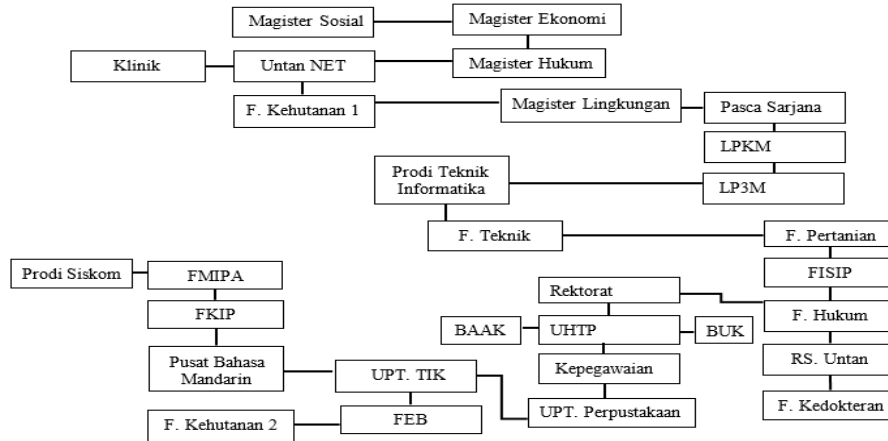 Magister Sosial
Magister Ekonomi
Klinik
Untan NET
Magister Hukum
F. Kehutanan 1
Magister Lingkungan
Pasca Sarjana
LPKM
Prodi Teknik
Informatika
LP3M
F. Teknik
F. Pertanian
Prodi Siskom
FMIPA
FISIP
Rektorat
FKIP
F. Hukum
BAAK
UHTP
BUK
Pusat Bahasa
Mandarin
UPT. TIK
Kepegawaian
RS. Untan
F. Kehutanan 2
FEB
UPT. Perpustakaan
F. Kedokteran